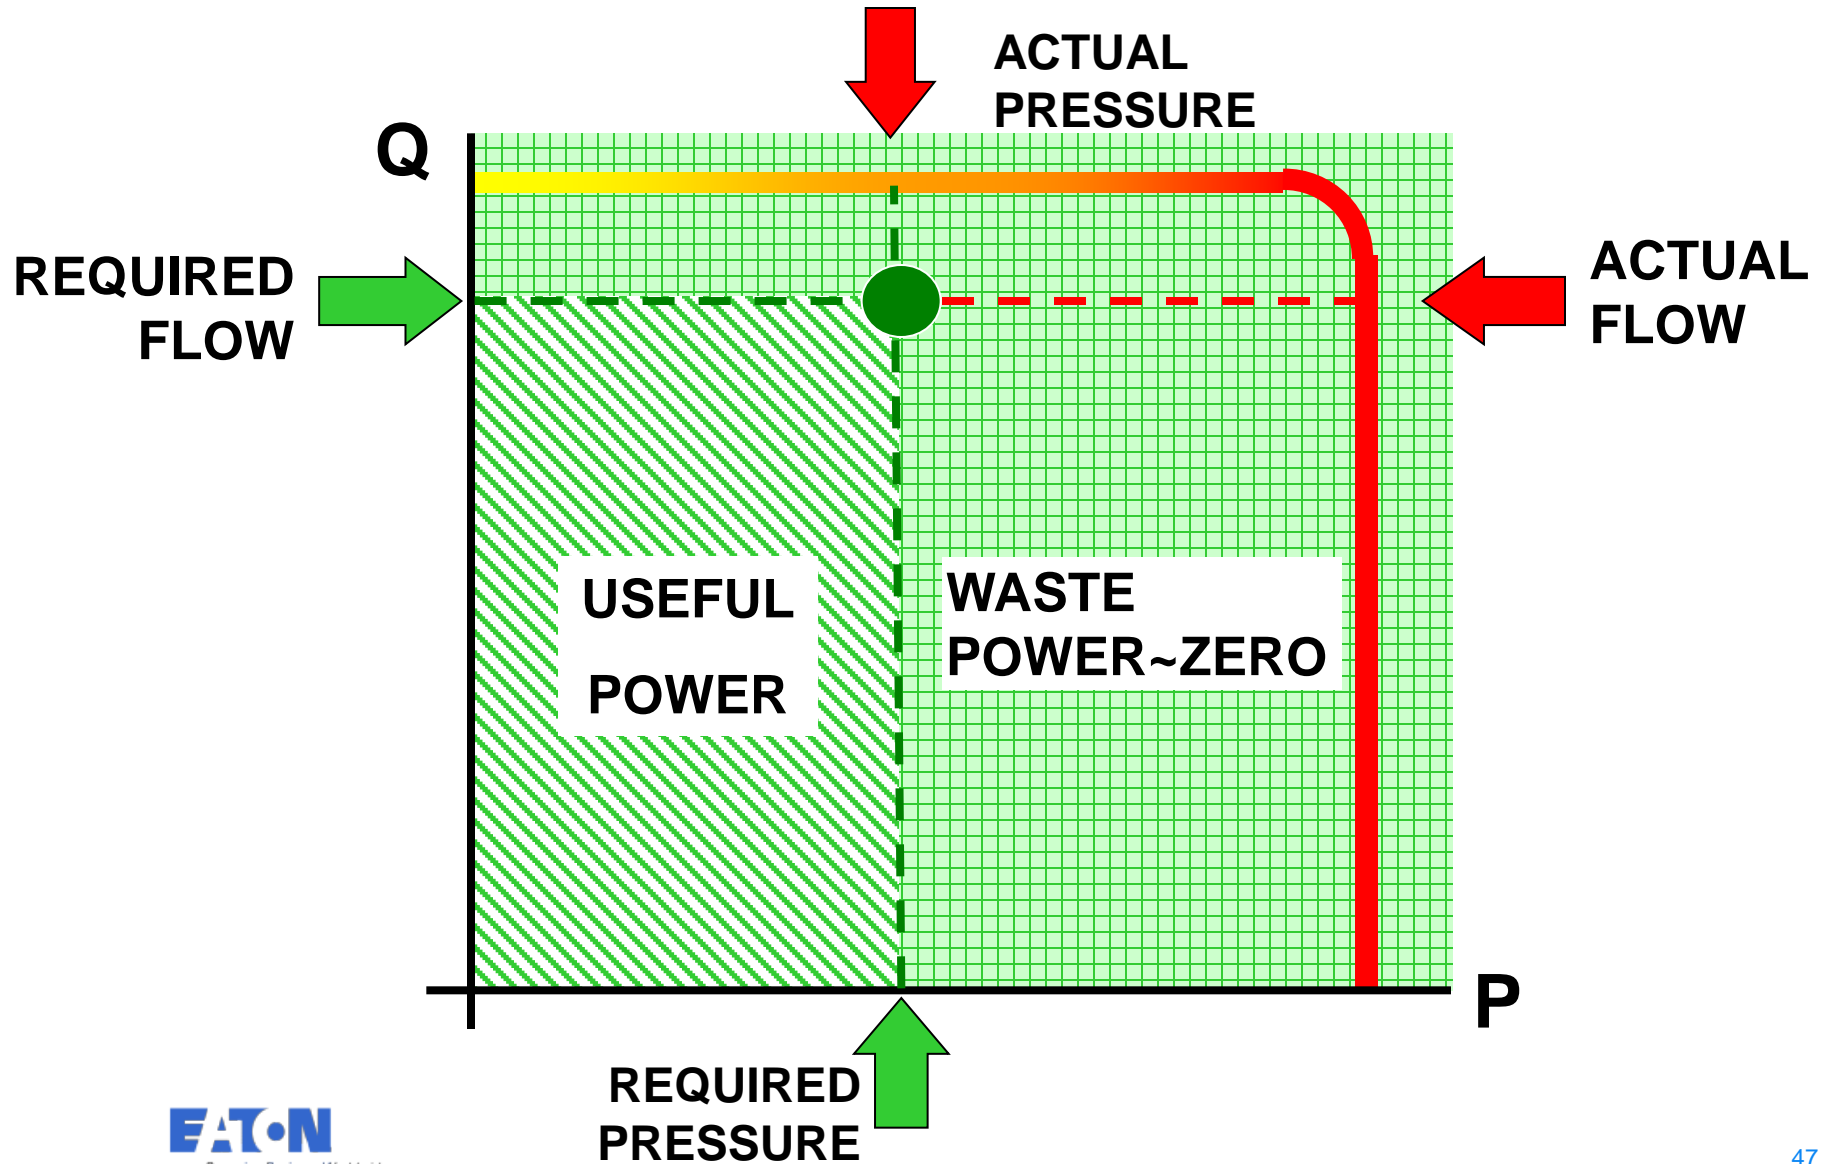 ACTUAL
PRESSURE
Q
REQUIRED
FLOW
ACTUAL
FLOW
USEFUL
POWER
WASTE
POWER~ZERO
P
REQUIRED
PRESSURE
EATON
47